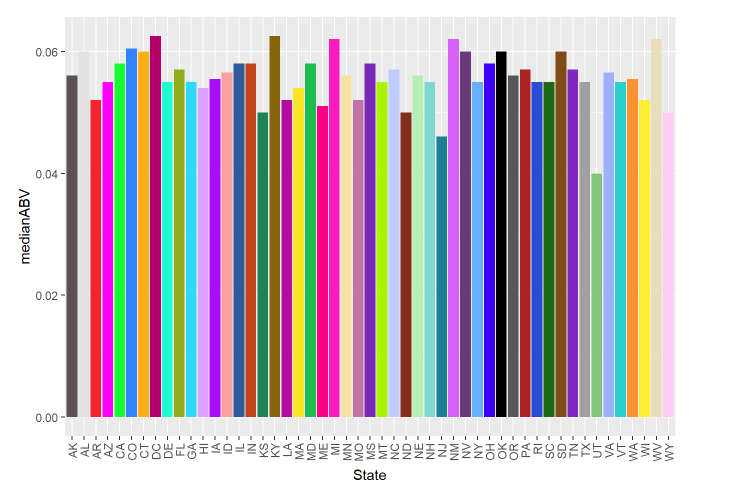 medianABV
0.06
0.04
0.02
0.00
AK AL AR AZ CA CO CT DC DE FL GA HI IA ID IL IN KS KY LA MA MD ME MI MN MO MS MT NC ND NE NH NJ NM NV NY OH OK OR PA RI SC SD TN TX UT VA VT WA WI WV WY
State